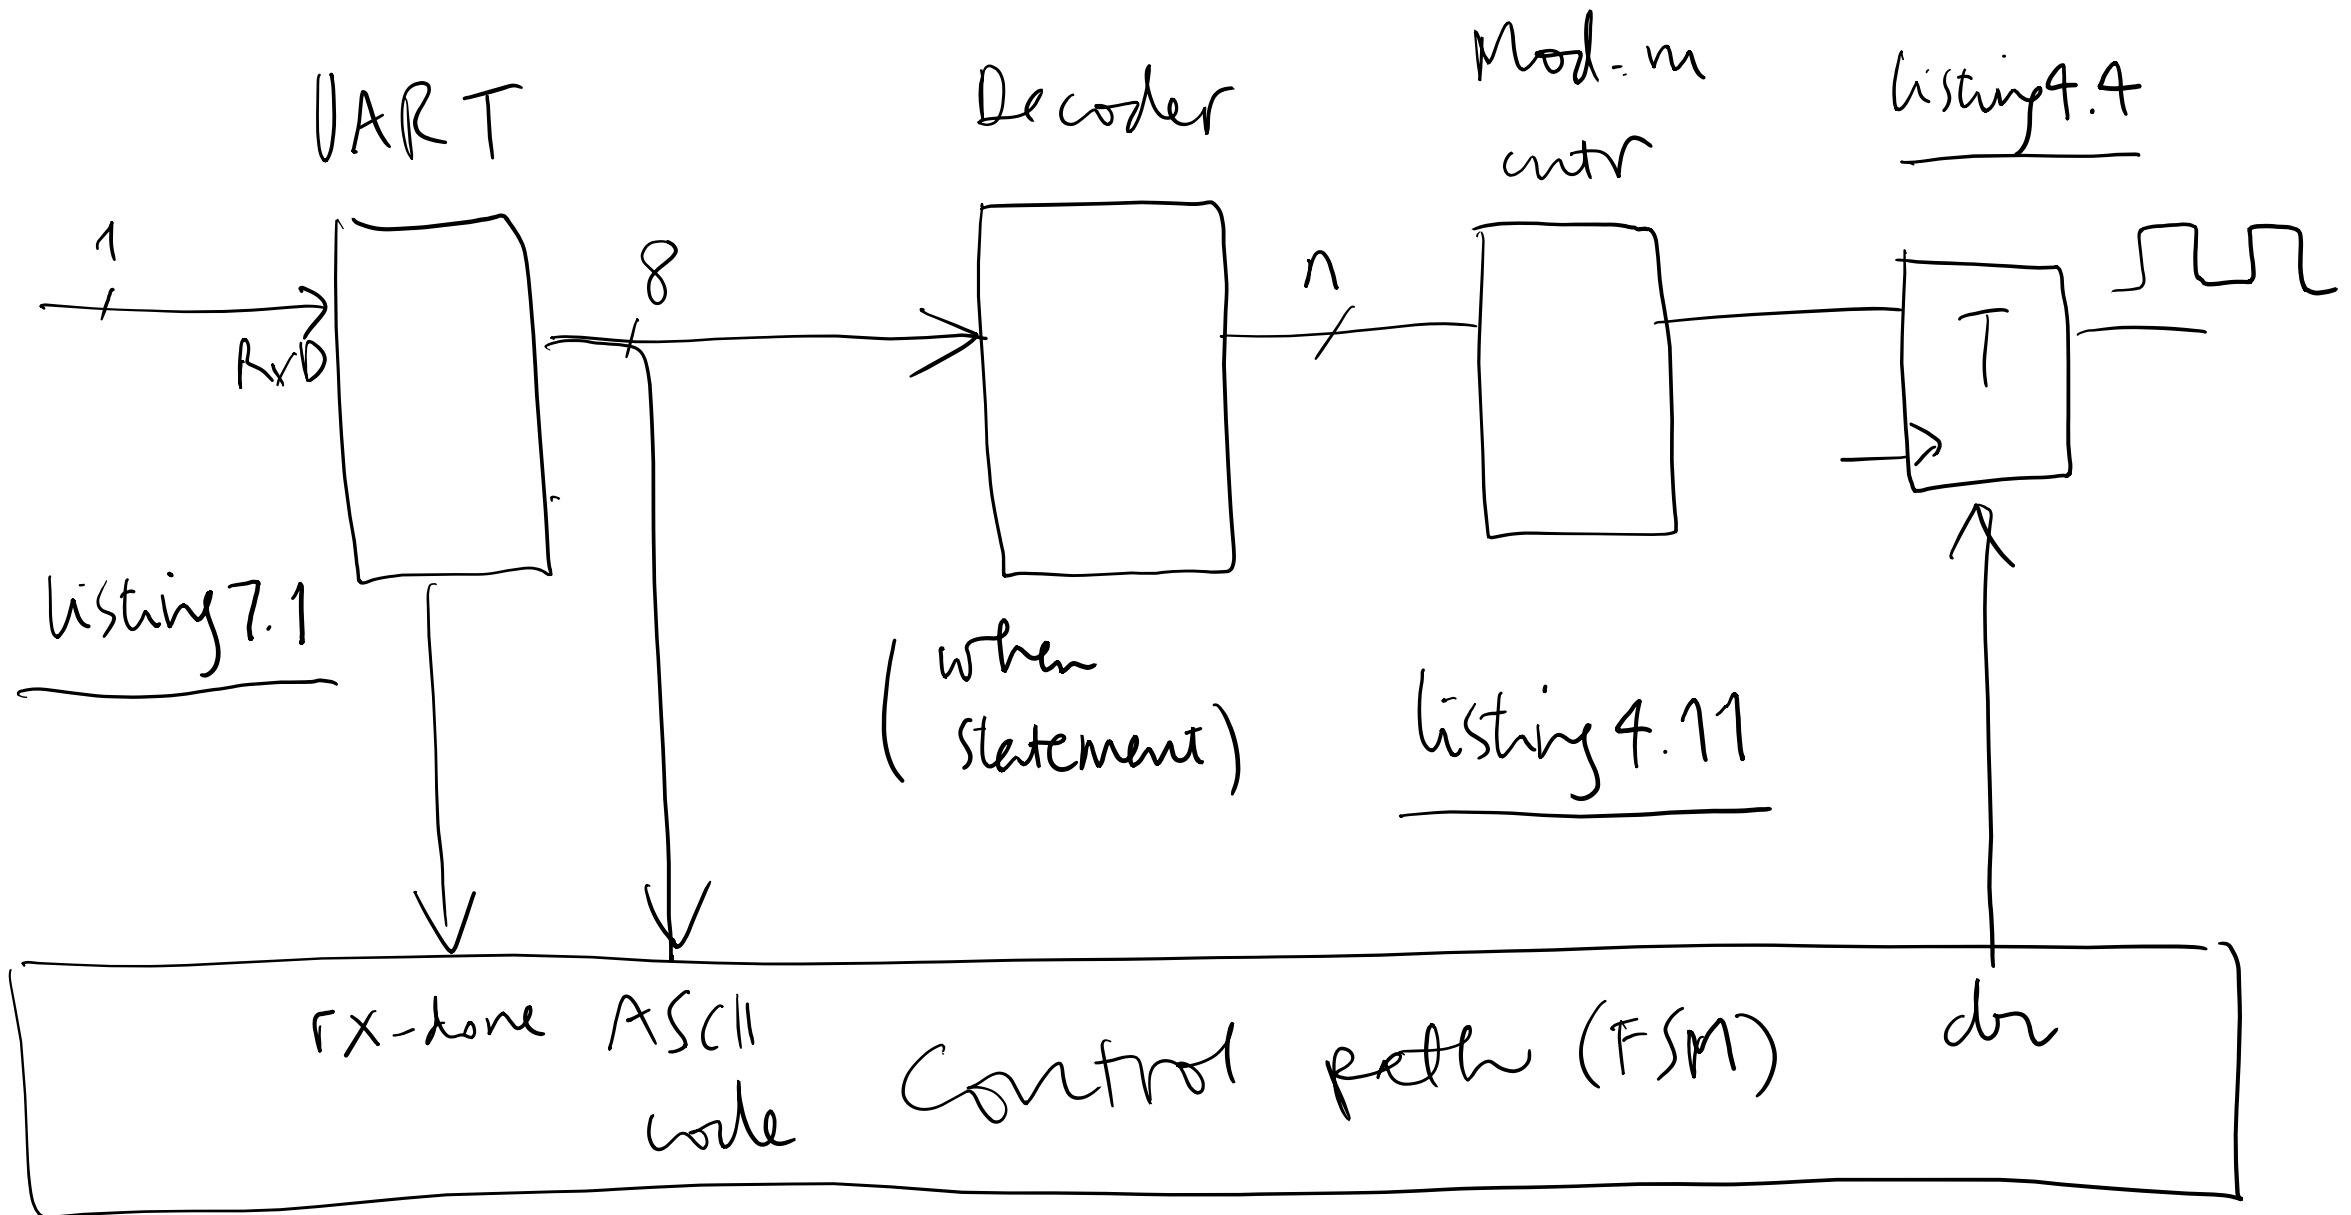 UART
Decoder
Mod-m
cntr
listing 4.4
1
RxD
8
n
T
listing 7.1
(when
statement)
listing 4.11
rx-done
ASCII
code
Control path (FSM)